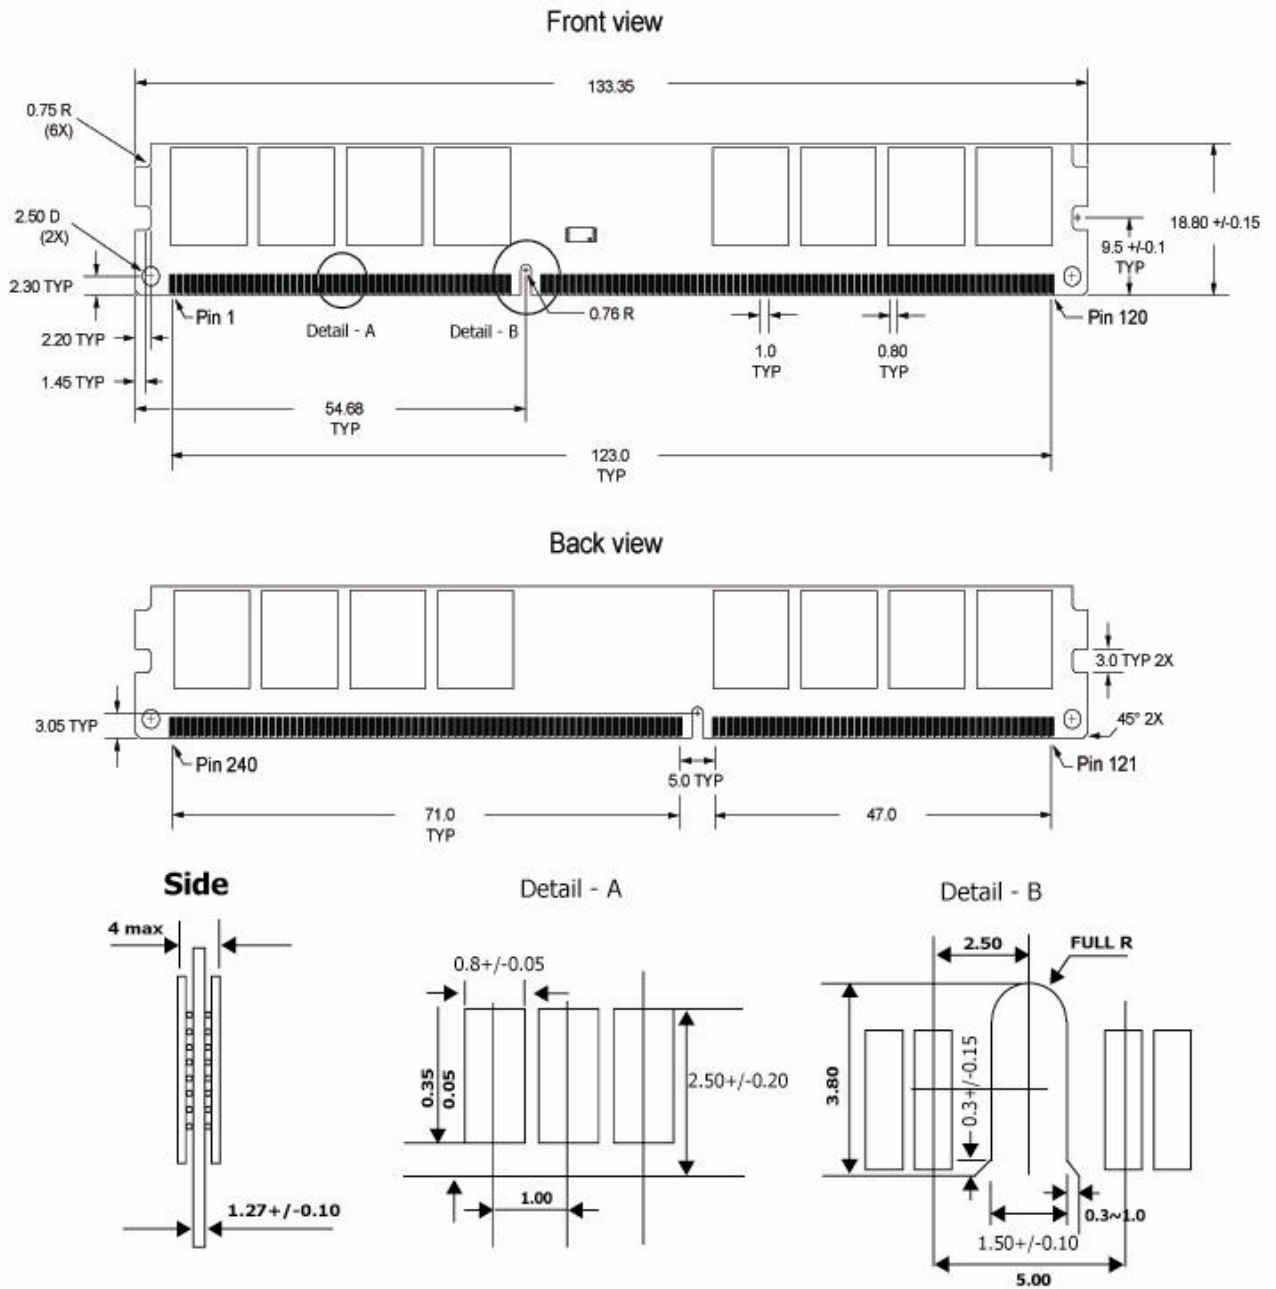 Front view
133.35
0.75 R
(6X)
2.50 D
(2X)
18.80 +/-0.15
9.5 +/-0.1
TYP
2.30 TYP
Pin 1
Detail - A
Detail - B
0.76 R
Pin 120
2.20 TYP
1.0
TYP
0.80
TYP
1.45 TYP
54.68
TYP
123.0
TYP
Back view
3.0 TYP 2X
3.05 TYP
45° 2X
Pin 240
5.0 TYP
Pin 121
71.0
TYP
47.0
Side
4 max
1.27+/-0.10
Detail - A
0.8+/-0.05
0.35
0.05
2.50+/-0.20
1.00
Detail - B
2.50
FULL R
3.80
0.3+/-0.15
0.3~1.0
1.50+/-0.10
5.00